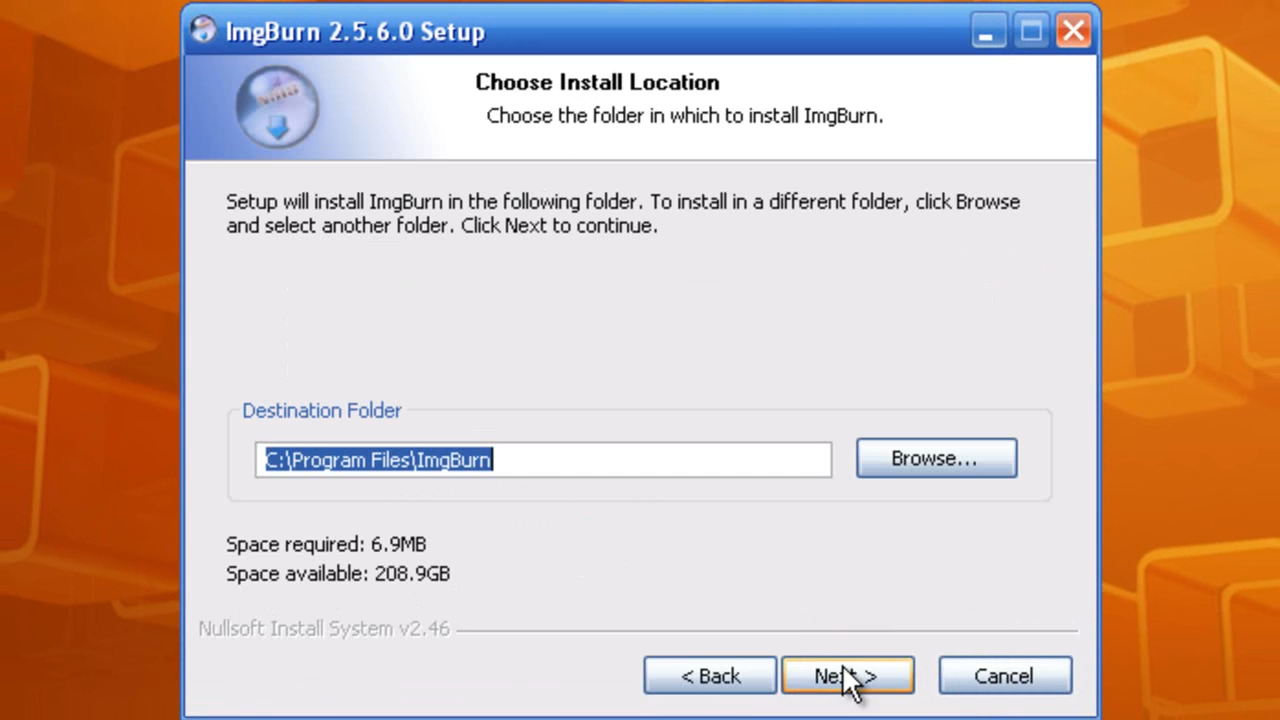 ImgBurn 2.5.6.0 Setup
Choose Install Location
Choose the folder in which to install ImgBurn.
Setup will install ImgBurn in the following folder. To install in a different folder, click Browse
and select another folder. Click Next to continue.
Destination Folder
C:\Program Files\ImgBurn
Browse...
Space required: 6.9MB
Space available: 208.9GB
Nullsoft Install System v2.46
< Back
Next >
Cancel